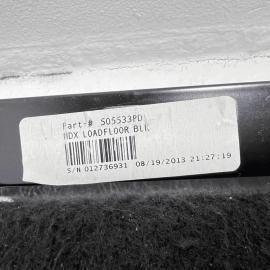 Part-# S05533PD
MDX LOADFLOOR BLK
S/N 012736931 08/19/2013 21:27:19